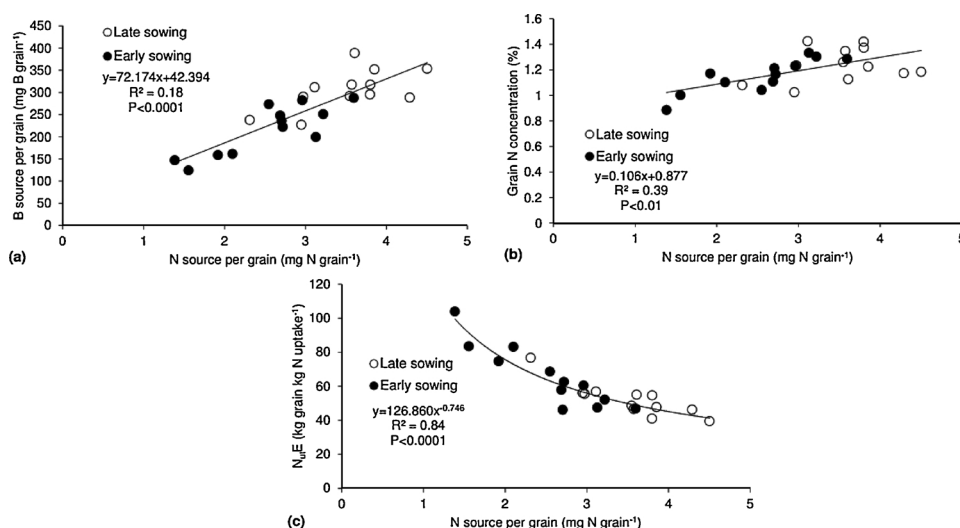 450
400
350
300
250
200
150
100
50
0
B source per grain (mg B grain⁻¹)
Late sowing
Early sowing
y=72.174x+42.394
R² = 0.18
P<0.0001
0 1 2 3 4 5
N source per grain (mg N grain⁻¹)
(a)
1.6
1.4
1.2
1
0.8
0.6
0.4
0.2
0
Grain N concentration (%)
Late sowing
Early sowing
y=0.106x+0.877
R² = 0.39
P<0.01
0 1 2 3 4 5
N source per grain (mg N grain⁻¹)
(b)
120
100
80
60
40
20
0
NutE (kg grain kg N uptake⁻¹)
Late sowing
Early sowing
y=126.860x⁻⁰·⁷⁴⁶
R² = 0.84
P<0.0001
0 1 2 3 4 5
N source per grain (mg N grain⁻¹)
(c)